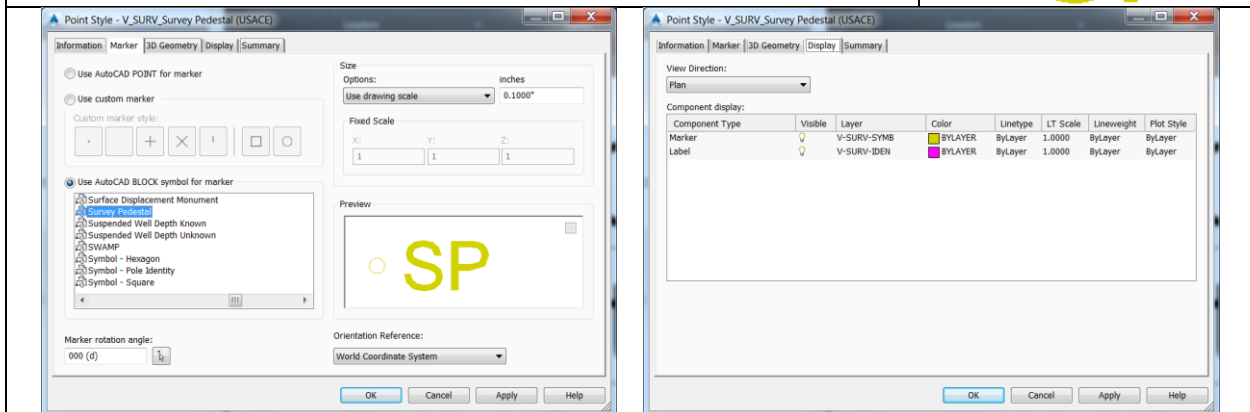 SP
Point Style - V_SURV_Survey Pedestal (USACE)
Information Marker 3D Geometry Display Summary
Use AutoCAD POINT for marker
Use custom marker
Custom marker style:
Use AutoCAD BLOCK symbol for marker
Surface Displacement Monument
Survey Pedestal
Suspended Well Depth Known
Suspended Well Depth Unknown
SWAMP
Symbol - Hexagon
Symbol - Pole Identity
Symbol - Square
Marker rotation angle:
000 (d)
Size
Options: inches
Use drawing scale 0.1000"
Fixed Scale
X: Y: Z:
1 1 1
Preview
SP
Orientation Reference:
World Coordinate System
OK Cancel Apply Help
Point Style - V_SURV_Survey Pedestal (USACE)
Information Marker 3D Geometry Display Summary
View Direction:
Plan
Component display:
Component Type Visible Layer Color Linetype LT Scale Lineweight Plot Style
Marker V-SURV-SYMB BYLAYER ByLayer 1.0000 ByLayer ByLayer
Label V-SURV-IDEN BYLAYER ByLayer 1.0000 ByLayer ByLayer
OK Cancel Apply Help